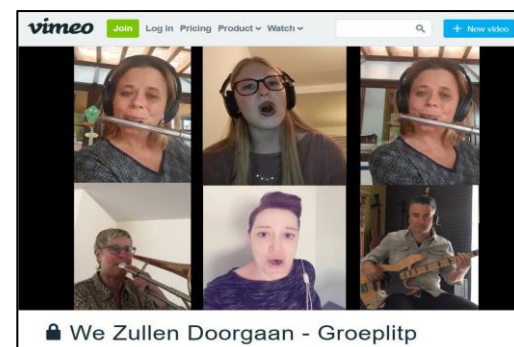 vimeo Join Log in Pricing Product Watch + New video
We Zullen Doorgaan - Groeplitp